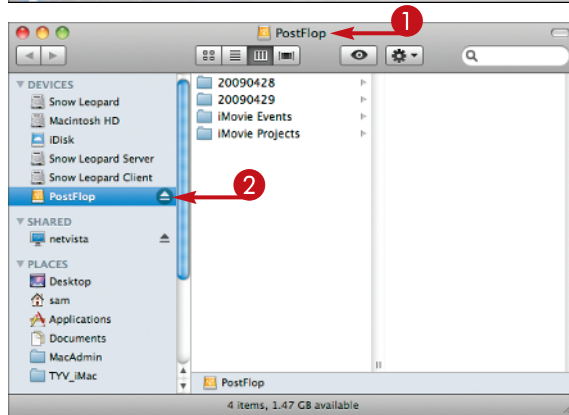 PostFlop
1
DEVICES
Snow Leopard
Macintosh HD
iDisk
Snow Leopard Server
Snow Leopard Client
PostFlop
2
SHARED
netvista
PLACES
Desktop
sam
Applications
Documents
MacAdmin
TYV_iMac
20090428
20090429
iMovie Events
iMovie Projects
PostFlop
4 items, 1.47 GB available